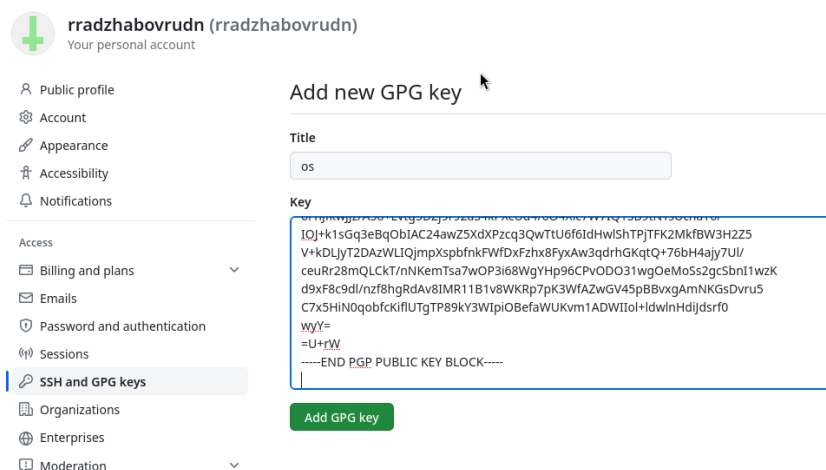 rradzhabovrudn (rradzhabovrudn)
Your personal account
Public profile
Account
Appearance
Accessibility
Notifications
Access
Billing and plans
Emails
Password and authentication
Sessions
SSH and GPG keys
Organizations
Enterprises
Moderation
Add new GPG key
Title
os
Key
IOJ+k1sGq3eBqObIAC24awZ5XdXPzcq3QwTtU6f6IdHwlShTPjTFK2MkfBW3H2Z5
V+kDLJyT2DAzWLIQjmpXspbfnkFWfDxFzhx8FyxAw3qdrhGKqtQ+76bH4ajy7Ul/
ceuRr28mQLCkT/nNKemTsa7wOP3i68WgYHp96CPvODO31wgOeMoSs2gcSbnI1wzK
d9xF8c9dl/nzf8hgRdAv8IMR11B1v8WKRp7pK3WfAZwGV45pBBvxgAmNKGsDvru5
C7x5HiN0qobfcKiflUTgTP89kY3WIpiOBefaWUKvm1ADWIIol+ldwlnHdiJdsrf0
wyY=
=U+rW
-----END PGP PUBLIC KEY BLOCK-----
Add GPG key